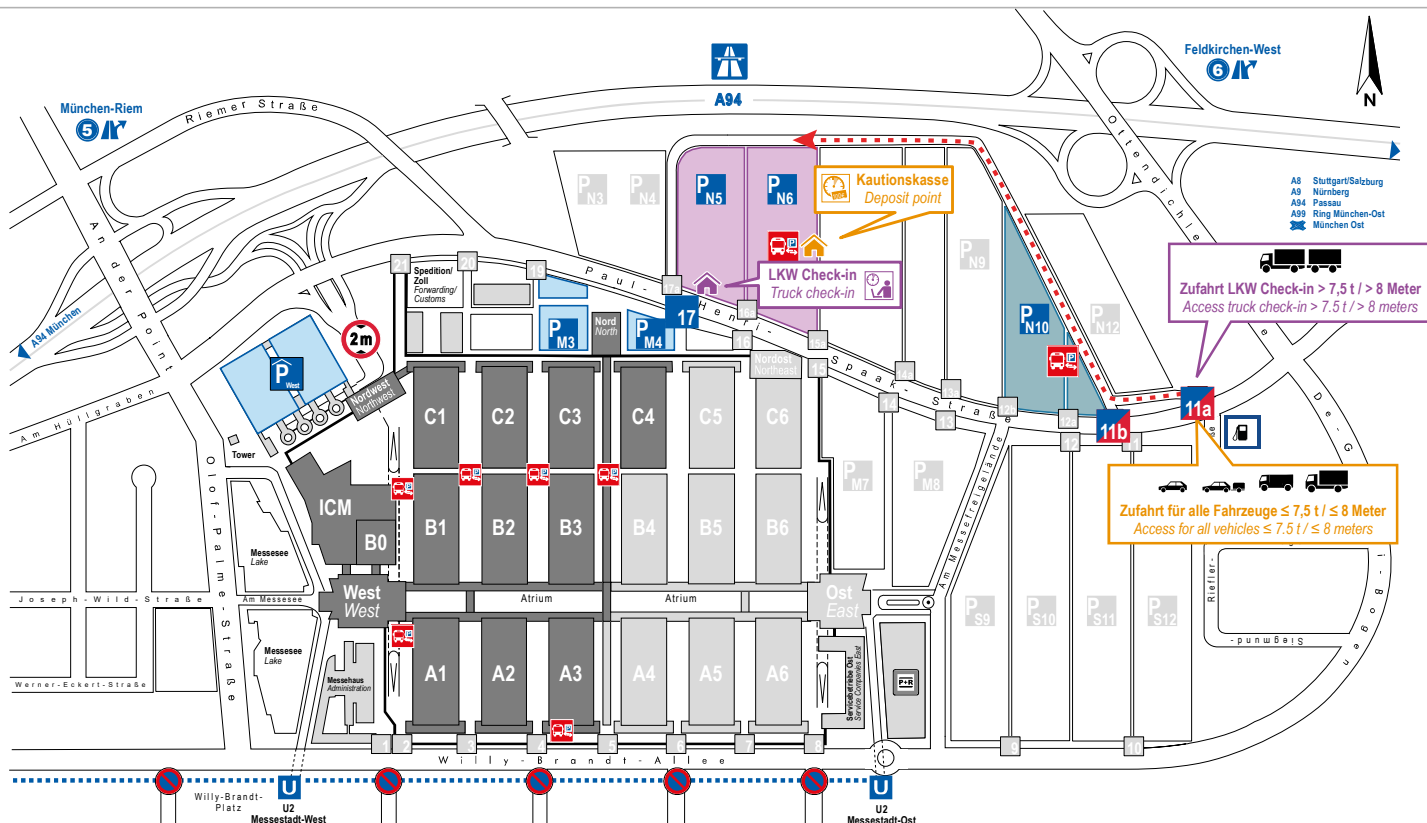 A94
Feldkirchen-West
6
N
München-Riem
5
Riemer Straße
An der Point
A94 München
Am Hüllgraben
Olof-Palme-Straße
A8 Stuttgart/Salzburg
A9 Nürnberg
A94 Passau
A99 Ring München-Ost
München Ost
P N3
P N4
P N5
P N6
P N9
P N10
P N12
Kautionskasse
Deposit point
LKW Check-in
Truck check-in
Zufahrt LKW Check-in > 7,5 t / > 8 Meter
Access truck check-in > 7.5 t / > 8 meters
Zufahrt für alle Fahrzeuge ≤ 7,5 t / ≤ 8 Meter
Access for all vehicles ≤ 7.5 t / ≤ 8 meters
21
20
19
17a
17
16a
16
15a
15
14a
14
13
12b
12a
12
11b
11
11a
Spedition/
Zoll
Forwarding/
Customs
Paul-Henri-Spaak-Straße
P M3
P M4
Nord
North
Nordost
Northeast
Nordwest
Northwest
2m
P West
Tower
C1
C2
C3
C4
C5
C6
ICM
B0
B1
B2
B3
B4
B5
B6
P M7
P M8
Am Messefreigelände
Messesee
Lake
West
West
Atrium
Atrium
Ost
East
Joseph-Wild-Straße
Am Messesee
Messesee
Lake
Werner-Eckert-Straße
Messehaus
Administration
A1
A2
A3
A4
A5
A6
Servicebetriebe Ost
Service Companies East
P+R
P S9
P S10
P S11
P S12
Riefler-
Siegmund-
1
2
3
4
5
6
7
8
9
10
Willy-Brandt-Allee
Willy-Brandt-
Platz
U
U2
Messestadt-West
U
U2
Messestadt-Ost